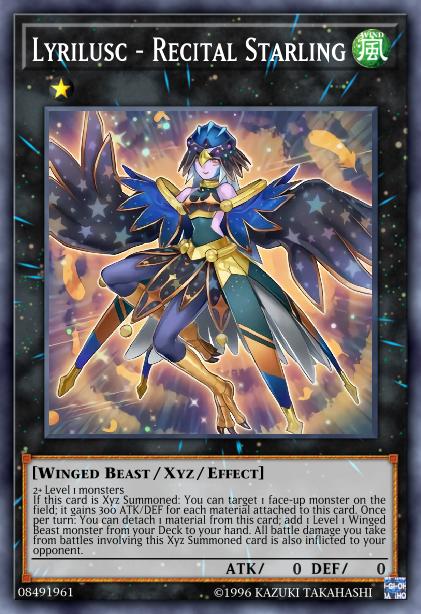 LYRILUSC - RECITAL STARLING
WIND
風
[WINGED BEAST / XYZ / EFFECT]
2+ Level 1 monsters
If this card is Xyz Summoned: You can target 1 face-up monster on the
field; it gains 300 ATK/DEF for each material attached to this card. Once
per turn: You can detach 1 material from this card; add 1 Level 1 Winged
Beast monster from your Deck to your hand. All battle damage you take
from battles involving this Xyz Summoned card is also inflicted to your
opponent.
ATK/ 0 DEF/ 0
08491961
©1996 KAZUKI TAKAHASHI